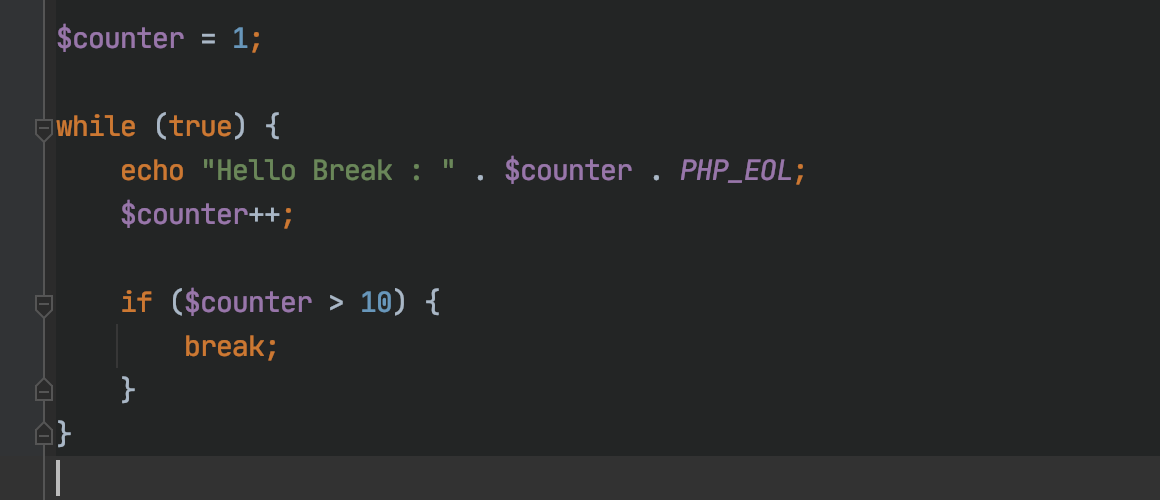 $counter = 1;
while (true) {
    echo "Hello Break : " . $counter . PHP_EOL;
    $counter++;
    if ($counter > 10) {
        break;
    }
}